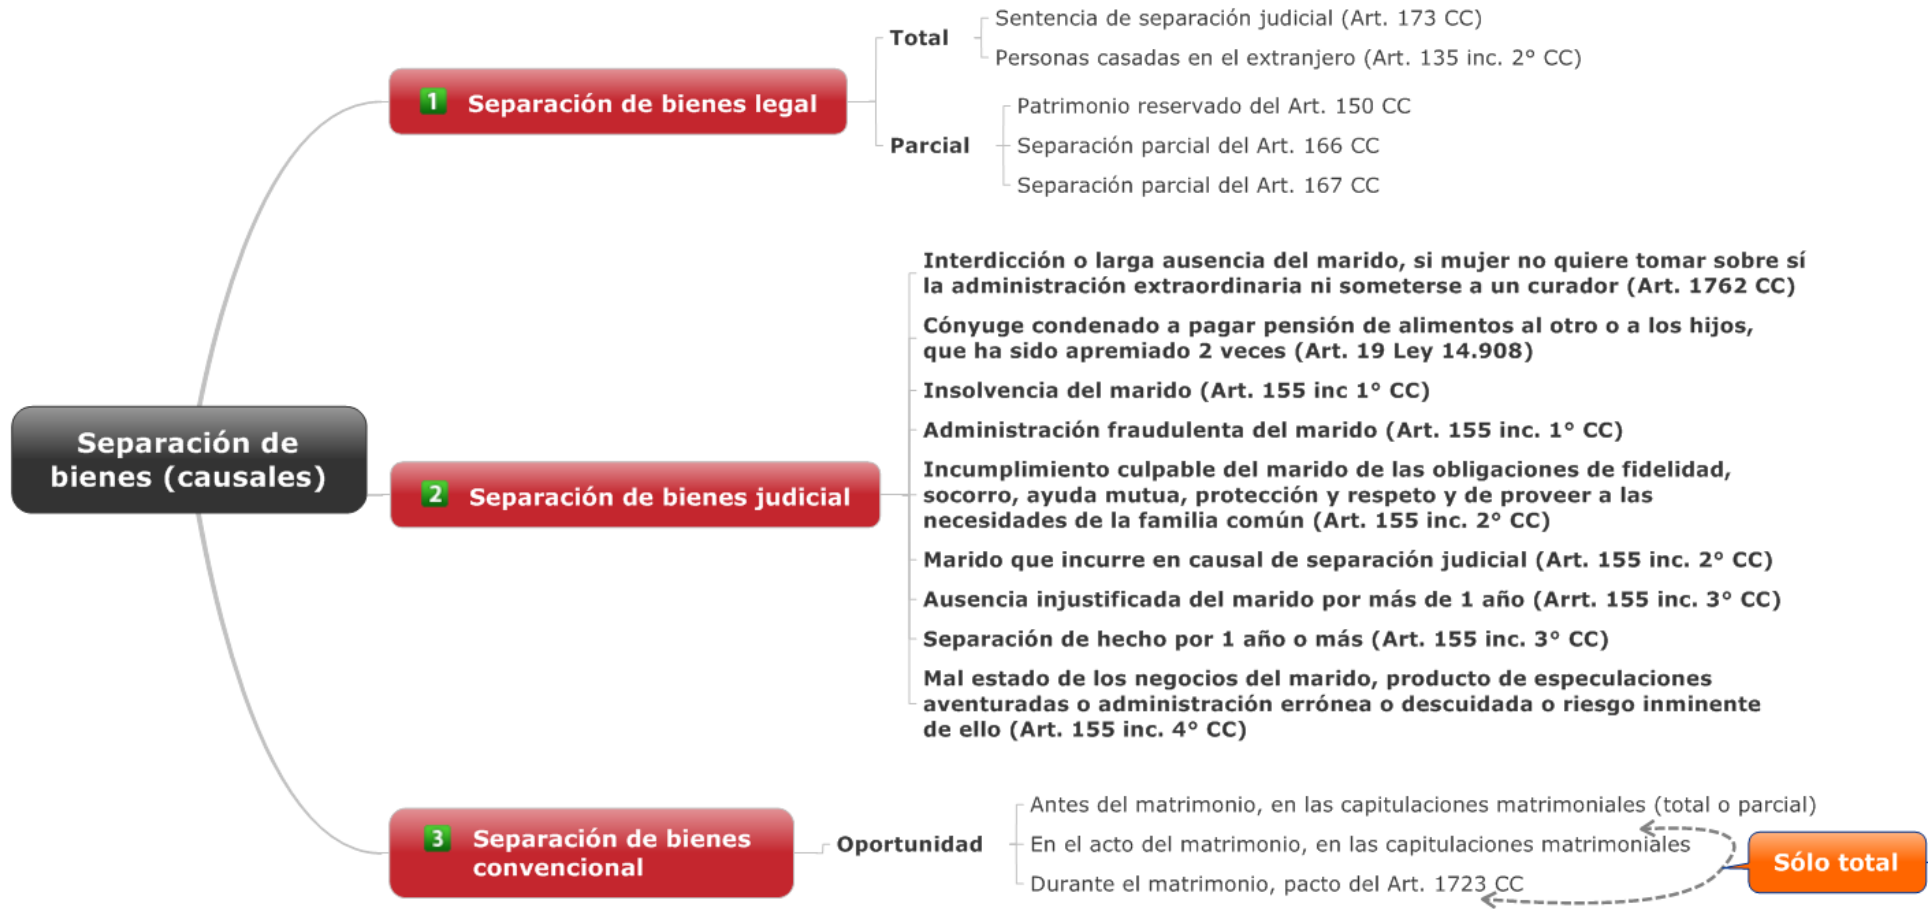 Separación de
bienes (causales)
1 Separación de bienes legal
Total
Sentencia de separación judicial (Art. 173 CC)
Personas casadas en el extranjero (Art. 135 inc. 2° CC)
Parcial
Patrimonio reservado del Art. 150 CC
Separación parcial del Art. 166 CC
Separación parcial del Art. 167 CC
2 Separación de bienes judicial
Interdicción o larga ausencia del marido, si mujer no quiere tomar sobre sí
la administración extraordinaria ni someterse a un curador (Art. 1762 CC)
Cónyuge condenado a pagar pensión de alimentos al otro o a los hijos,
que ha sido apremiado 2 veces (Art. 19 Ley 14.908)
Insolvencia del marido (Art. 155 inc 1° CC)
Administración fraudulenta del marido (Art. 155 inc. 1° CC)
Incumplimiento culpable del marido de las obligaciones de fidelidad,
socorro, ayuda mutua, protección y respeto y de proveer a las
necesidades de la familia común (Art. 155 inc. 2° CC)
Marido que incurre en causal de separación judicial (Art. 155 inc. 2° CC)
Ausencia injustificada del marido por más de 1 año (Arrt. 155 inc. 3° CC)
Separación de hecho por 1 año o más (Art. 155 inc. 3° CC)
Mal estado de los negocios del marido, producto de especulaciones
aventuradas o administración errónea o descuidada o riesgo inminente
de ello (Art. 155 inc. 4° CC)
3 Separación de bienes
convencional
Oportunidad
Antes del matrimonio, en las capitulaciones matrimoniales (total o parcial)
En el acto del matrimonio, en las capitulaciones matrimoniales
Durante el matrimonio, pacto del Art. 1723 CC
Sólo total